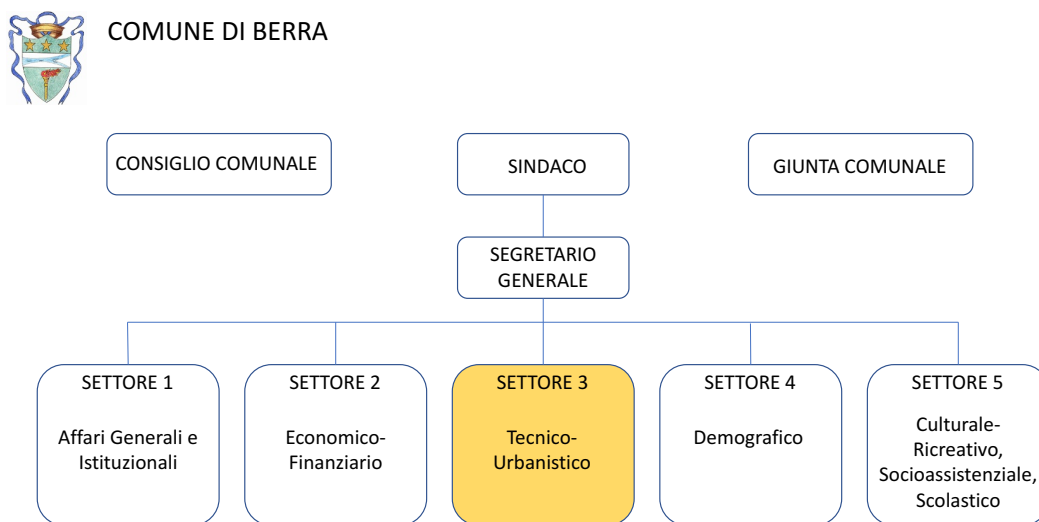 COMUNE DI BERRA
CONSIGLIO COMUNALE
SINDACO
GIUNTA COMUNALE
SEGRETARIO
GENERALE
SETTORE 1
Affari Generali e
Istituzionali
SETTORE 2
Economico-
Finanziario
SETTORE 3
Tecnico-
Urbanistico
SETTORE 4
Demografico
SETTORE 5
Culturale-
Ricreativo,
Socioassistenziale,
Scolastico